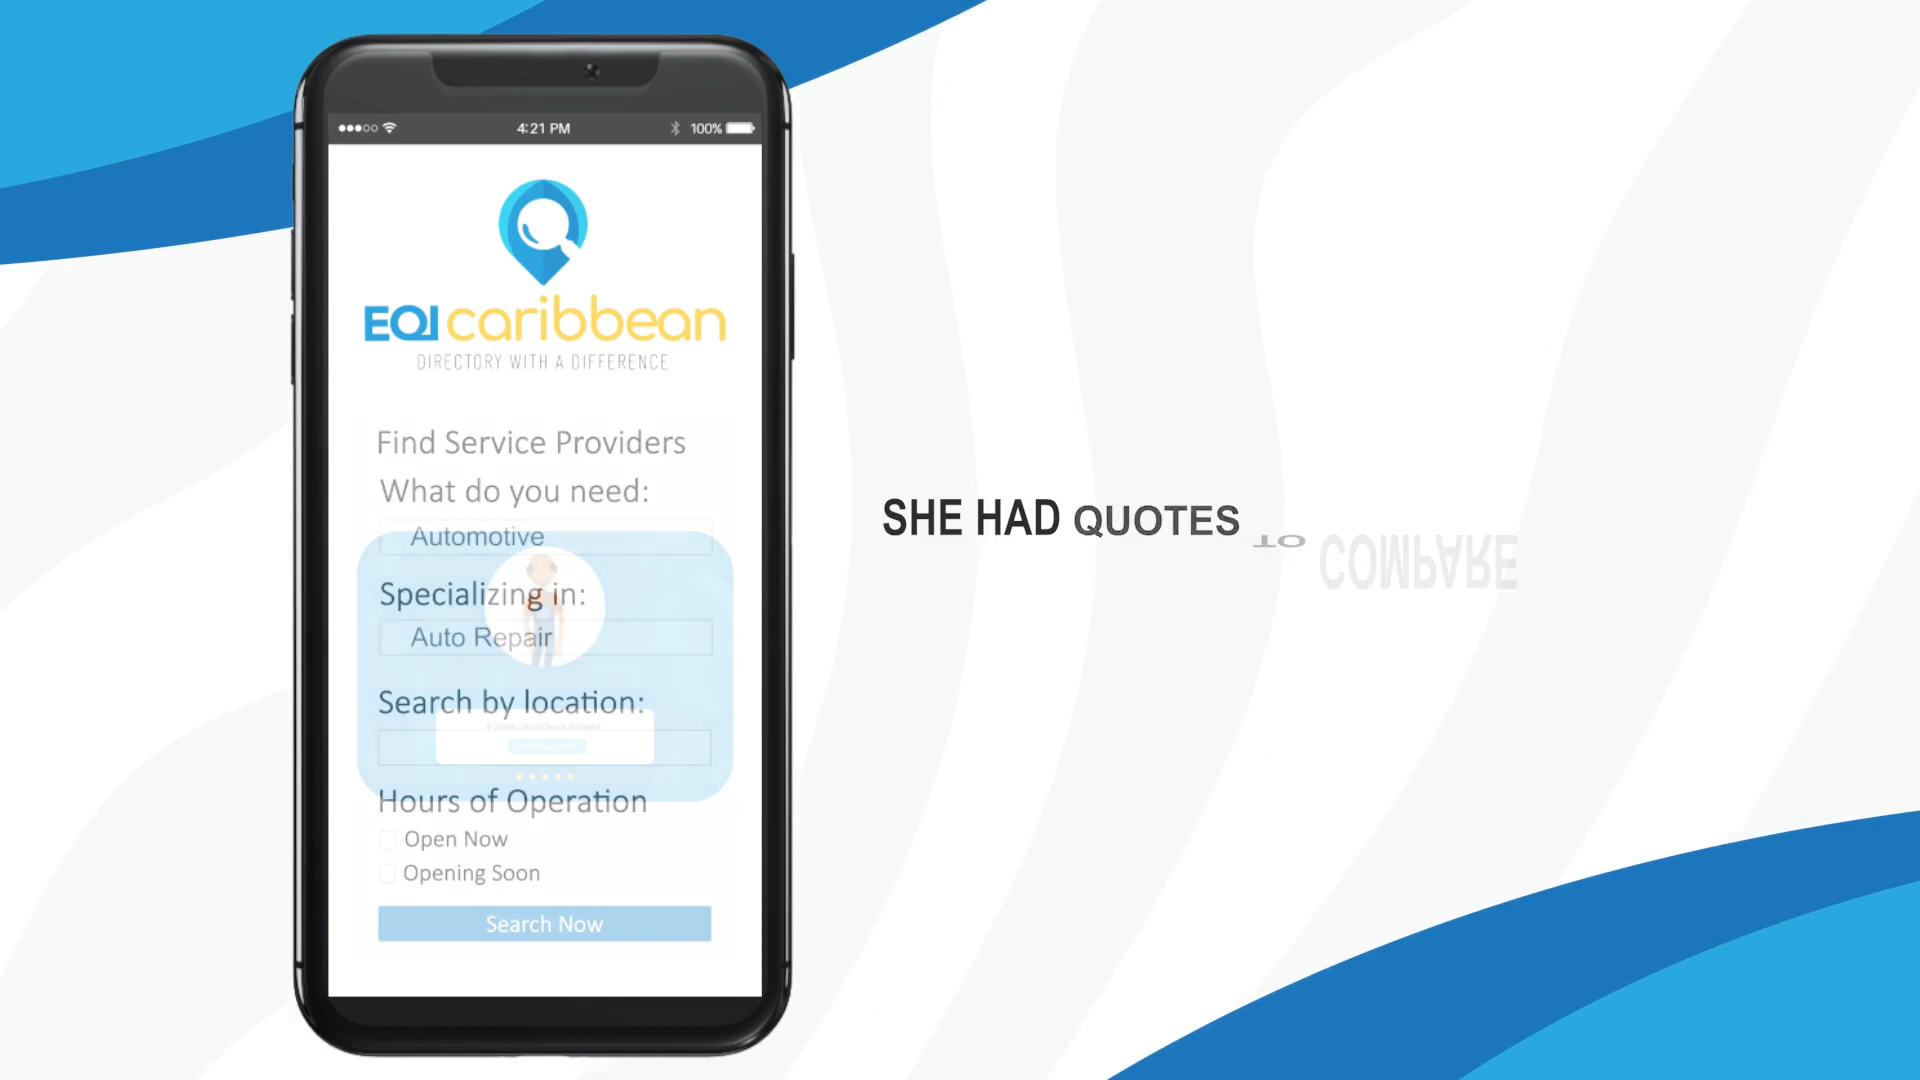 4:21 PM
100%
EQI caribbean
DIRECTORY WITH A DIFFERENCE
Find Service Providers
What do you need:
Automotive
Specializing in:
Auto Repair
Search by location:
Hours of Operation
Open Now
Opening Soon
Search Now
SHE HAD QUOTES TO COMPARE